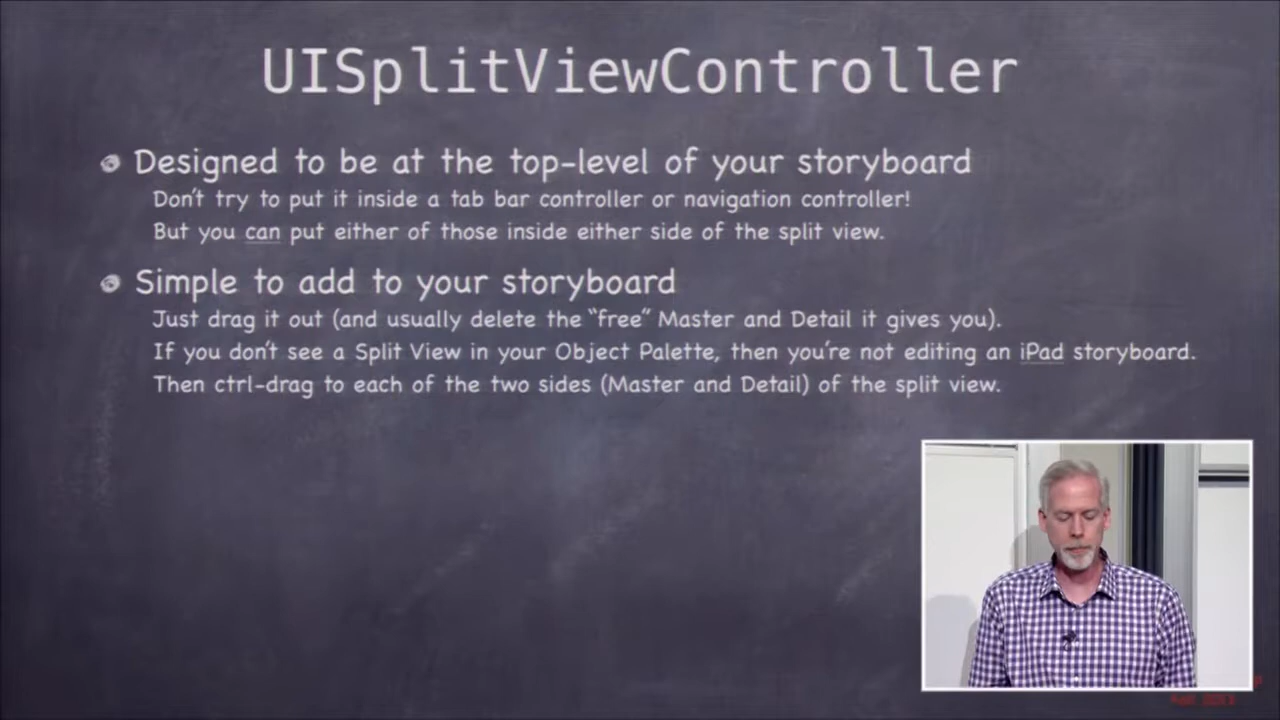 UISplitViewController
Designed to be at the top-level of your storyboard
Don't try to put it inside a tab bar controller or navigation controller!
But you can put either of those inside either side of the split view.
Simple to add to your storyboard
Just drag it out (and usually delete the “free” Master and Detail it gives you).
If you don't see a Split View in your Object Palette, then you're not editing an iPad storyboard.
Then ctrl-drag to each of the two sides (Master and Detail) of the split view.